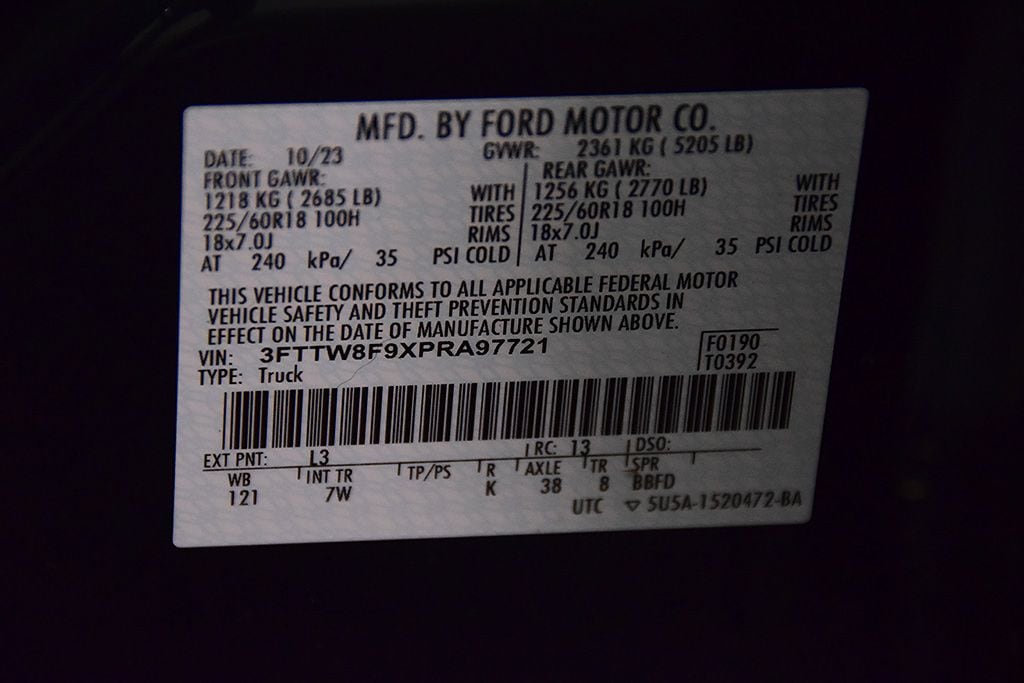 MFD. BY FORD MOTOR CO.
DATE: 10/23 GVWR: 2361 KG ( 5205 LB)
FRONT GAWR: REAR GAWR:
1218 KG ( 2685 LB) WITH 1256 KG ( 2770 LB) WITH
225/60R18 100H TIRES 225/60R18 100H TIRES
18x7.0J RIMS 18x7.0J RIMS
AT 240 kPa/ 35 PSI COLD AT 240 kPa/ 35 PSI COLD
THIS VEHICLE CONFORMS TO ALL APPLICABLE FEDERAL MOTOR
VEHICLE SAFETY AND THEFT PREVENTION STANDARDS IN
EFFECT ON THE DATE OF MANUFACTURE SHOWN ABOVE.
VIN: 3FTTW8F9XPRA97721 F0190
TYPE: Truck T0392
EXT PNT: L3 RC: 13 DSO:
WB INT TR TP/PS R AXLE TR SPR
121 7W K 38 8 BBFD
UTC ▽ 5U5A-1520472-BA